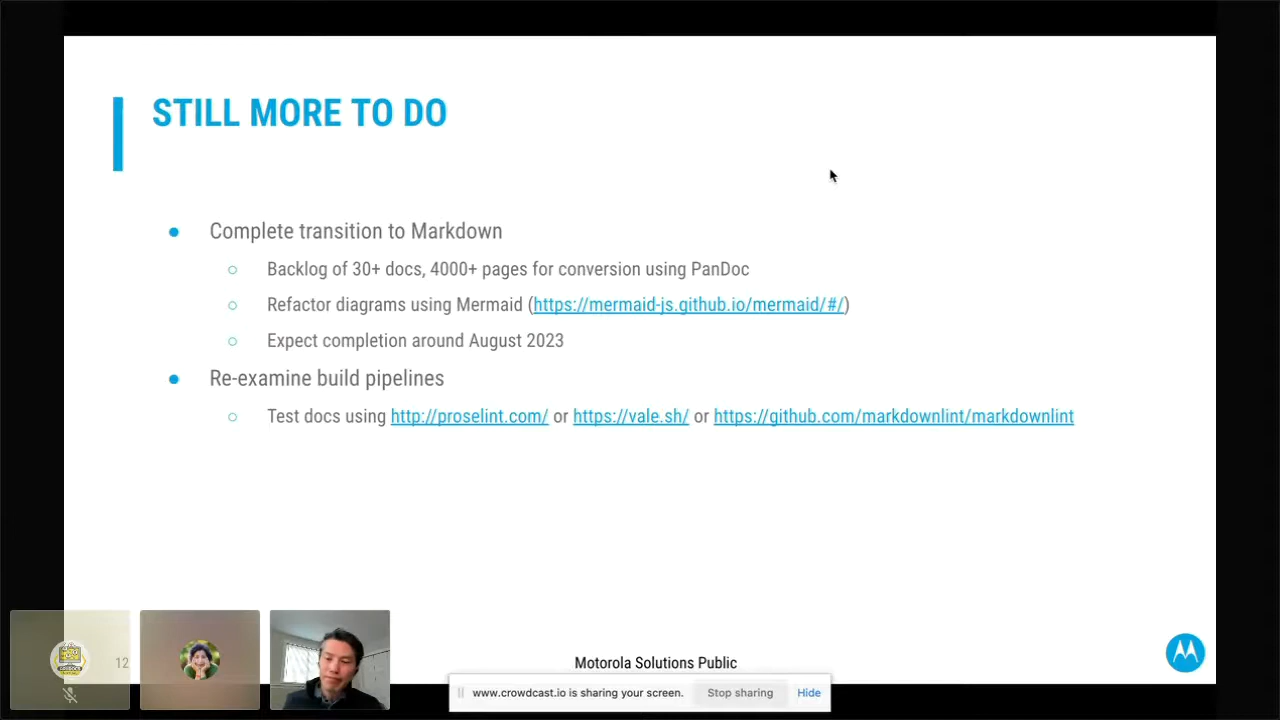 STILL MORE TO DO
● Complete transition to Markdown
○ Backlog of 30+ docs, 4000+ pages for conversion using PanDoc
○ Refactor diagrams using Mermaid (https://mermaid-js.github.io/mermaid/#/)
○ Expect completion around August 2023
● Re-examine build pipelines
○ Test docs using http://proselint.com/ or https://vale.sh/ or https://github.com/markdownlint/markdownlint
12
Motorola Solutions Public
www.crowdcast.io is sharing your screen. Stop sharing Hide